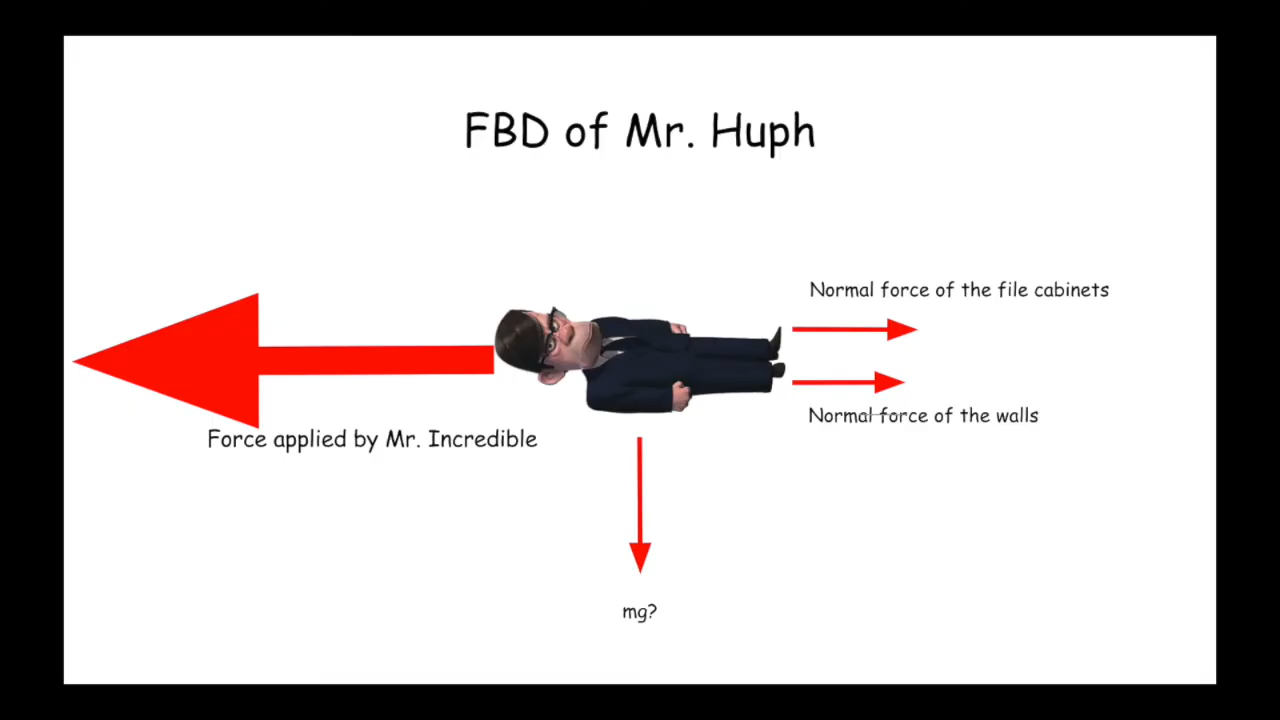 FBD of Mr. Huph
Normal force of the file cabinets
Normal force of the walls
Force applied by Mr. Incredible
mg?